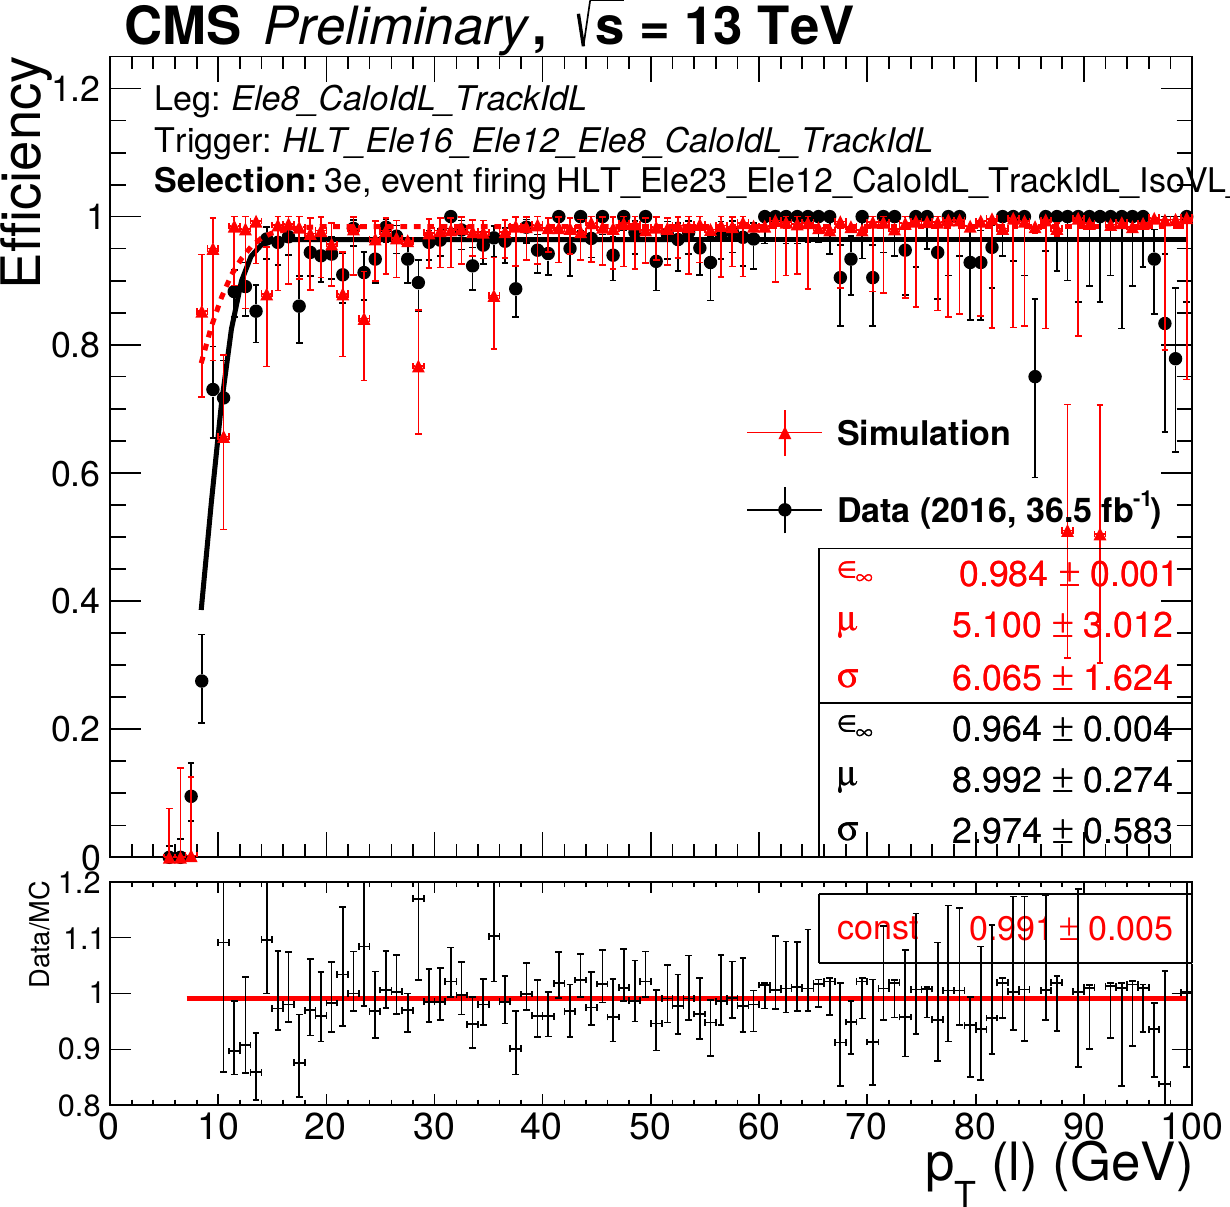 CMS Preliminary, √s = 13 TeV
Efficiency
1.2
1
0.8
0.6
0.4
0.2
0
Leg: Ele8_CaloIdL_TrackIdL
Trigger: HLT_Ele16_Ele12_Ele8_CaloIdL_TrackIdL
Selection: 3e, event firing HLT_Ele23_Ele12_CaloIdL_TrackIdL_IsoVL_
Simulation
Data (2016, 36.5 fb⁻¹)
ϵ∞ 0.984 ± 0.001
μ 5.100 ± 3.012
σ 6.065 ± 1.624
ϵ∞ 0.964 ± 0.004
μ 8.992 ± 0.274
σ 2.974 ± 0.583
Data/MC
1.2
1.1
1
0.9
0.8
const 0.991 ± 0.005
0 10 20 30 40 50 60 70 80 90 100
p_T (l) (GeV)